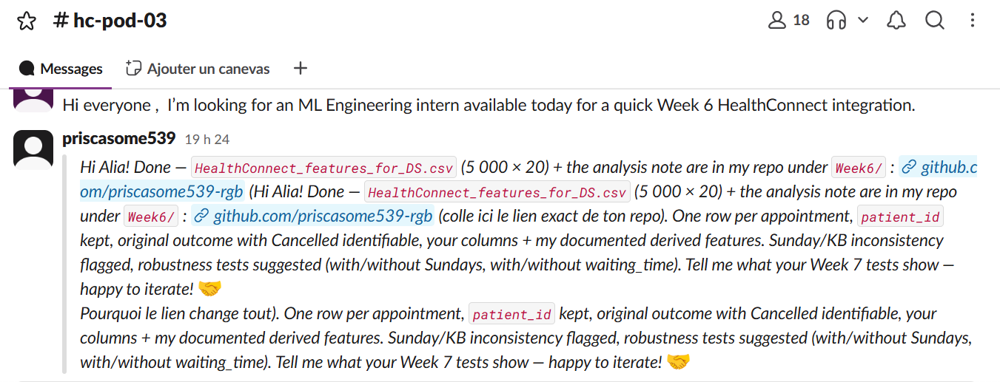 # hc-pod-03
18
Messages
Ajouter un canevas
Hi everyone , I’m looking for an ML Engineering intern available today for a quick Week 6 HealthConnect integration.
priscasome539 19 h 24
Hi Alia! Done — HealthConnect_features_for_DS.csv (5 000 × 20) + the analysis note are in my repo under Week6/ : github.c
om/priscasome539-rgb (Hi Alia! Done — HealthConnect_features_for_DS.csv (5 000 × 20) + the analysis note are in my repo
under Week6/ : github.com/priscasome539-rgb (colle ici le lien exact de ton repo). One row per appointment, patient_id
kept, original outcome with Cancelled identifiable, your columns + my documented derived features. Sunday/KB inconsistency
flagged, robustness tests suggested (with/without Sundays, with/without waiting_time). Tell me what your Week 7 tests show —
happy to iterate! 🤝
Pourquoi le lien change tout). One row per appointment, patient_id kept, original outcome with Cancelled identifiable, your
columns + my documented derived features. Sunday/KB inconsistency flagged, robustness tests suggested (with/without Sundays,
with/without waiting_time). Tell me what your Week 7 tests show — happy to iterate! 🤝